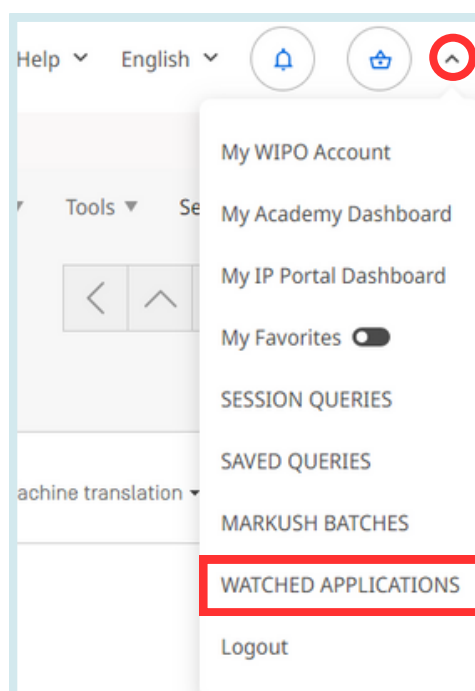 Help English
My WIPO Account
Tools Se
My Academy Dashboard
My IP Portal Dashboard
My Favorites
SESSION QUERIES
SAVED QUERIES
achine translation
MARKUSH BATCHES
WATCHED APPLICATIONS
Logout